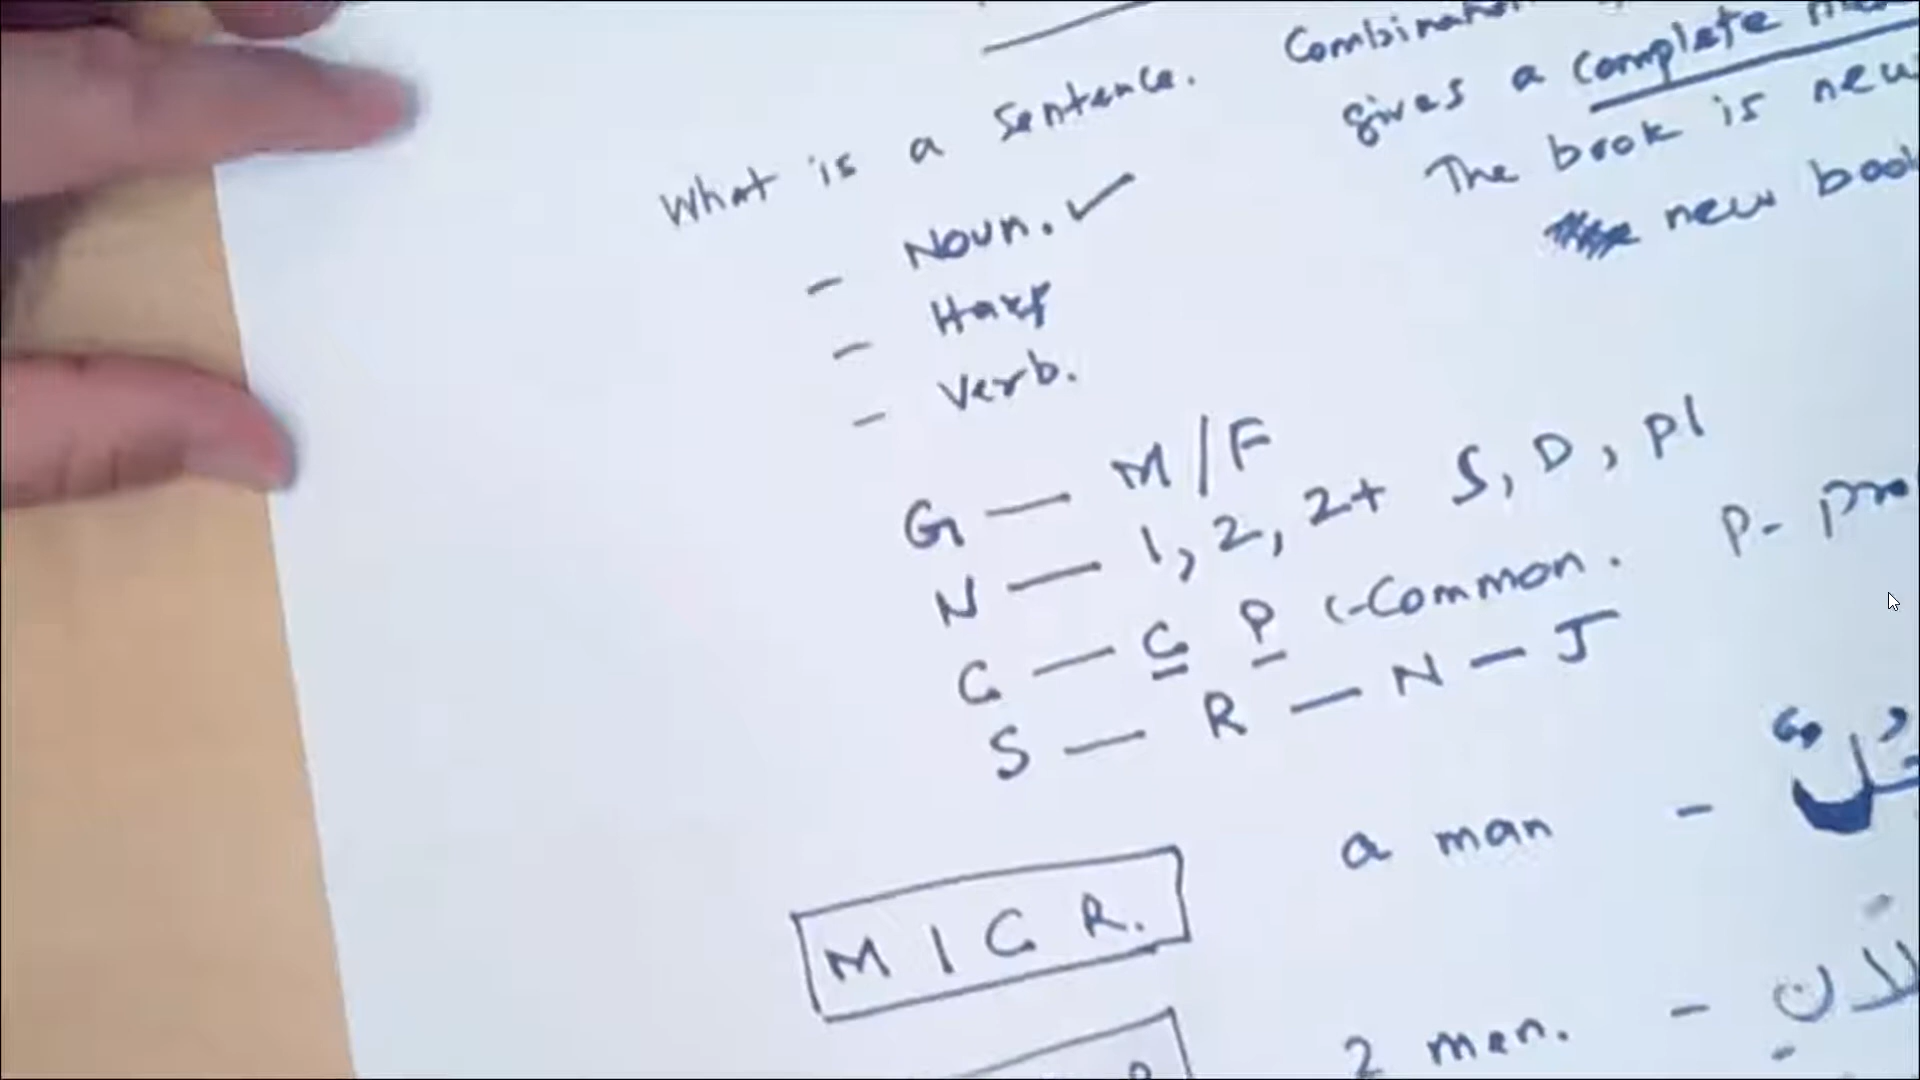 What is a sentence. Combination
gives a complete
The book is new
new book
- Noun. ✓
- Harf
- Verb.
G — M/F
N — 1, 2, 2+ S, D, Pl
C — C P C-Common. P-
S — R — N — J
a man -
M 1 C R.
2 men. -